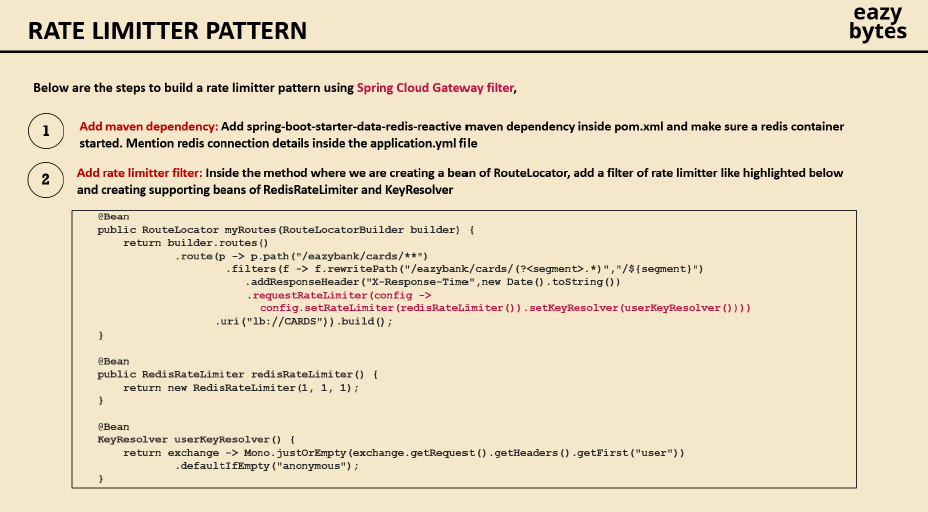 RATE LIMITTER PATTERN
eazy
bytes
Below are the steps to build a rate limitter pattern using Spring Cloud Gateway filter,
1
Add maven dependency: Add spring-boot-starter-data-redis-reactive maven dependency inside pom.xml and make sure a redis container
started. Mention redis connection details inside the application.yml file
2
Add rate limitter filter: Inside the method where we are creating a bean of RouteLocator, add a filter of rate limitter like highlighted below
and creating supporting beans of RedisRateLimiter and KeyResolver
@Bean
public RouteLocator myRoutes(RouteLocatorBuilder builder) {
return builder.routes()
.route(p -> p.path("/eazybank/cards/**")
.filters(f -> f.rewritePath("/eazybank/cards/(?<segment>.*)","/${segment}")
.addResponseHeader("X-Response-Time",new Date().toString())
.requestRateLimiter(config ->
config.setRateLimiter(redisRateLimiter()).setKeyResolver(userKeyResolver())))
.uri("lb://CARDS")).build();
}
@Bean
public RedisRateLimiter redisRateLimiter() {
return new RedisRateLimiter(1, 1, 1);
}
@Bean
KeyResolver userKeyResolver() {
return exchange -> Mono.justOrEmpty(exchange.getRequest().getHeaders().getFirst("user"))
.defaultIfEmpty("anonymous");
}